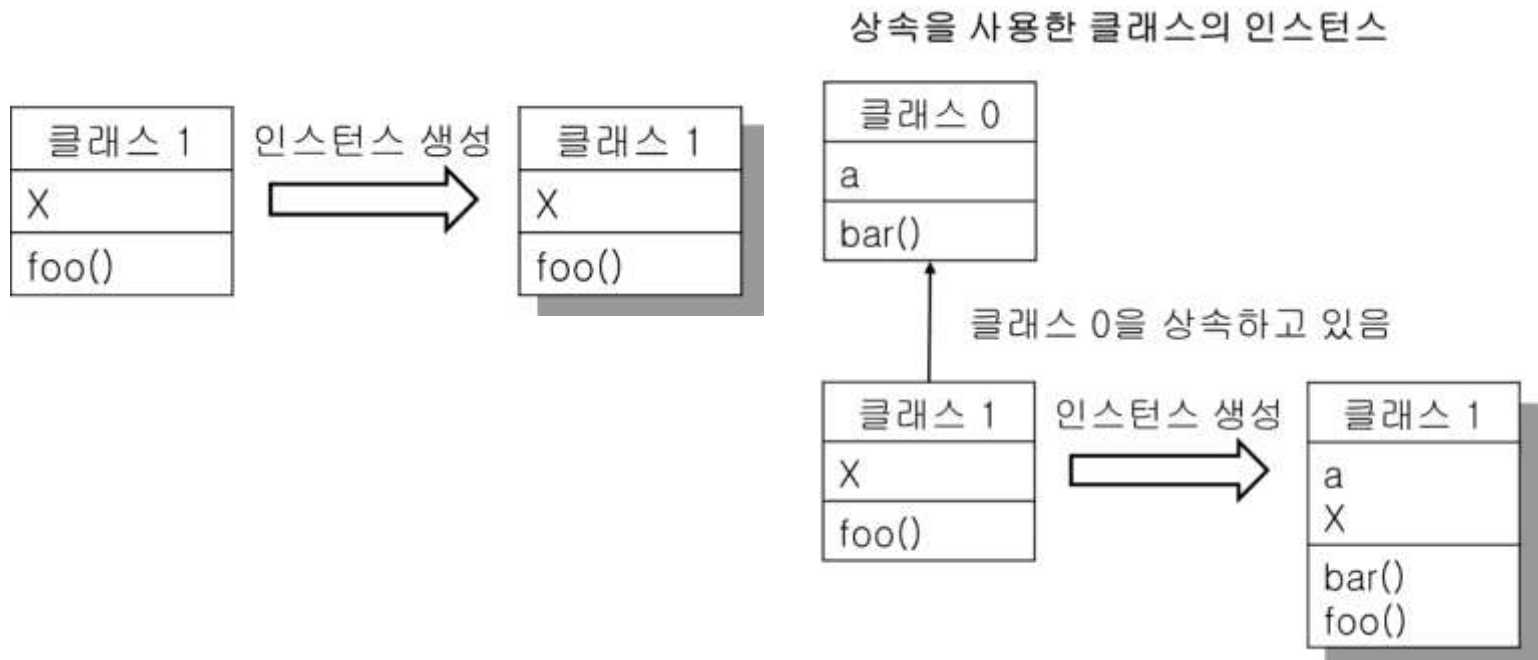 클래스 1
X
foo()
인스턴스 생성
클래스 1
X
foo()
상속을 사용한 클래스의 인스턴스
클래스 0
a
bar()
클래스 0을 상속하고 있음
클래스 1
X
foo()
인스턴스 생성
클래스 1
a
X
bar()
foo()